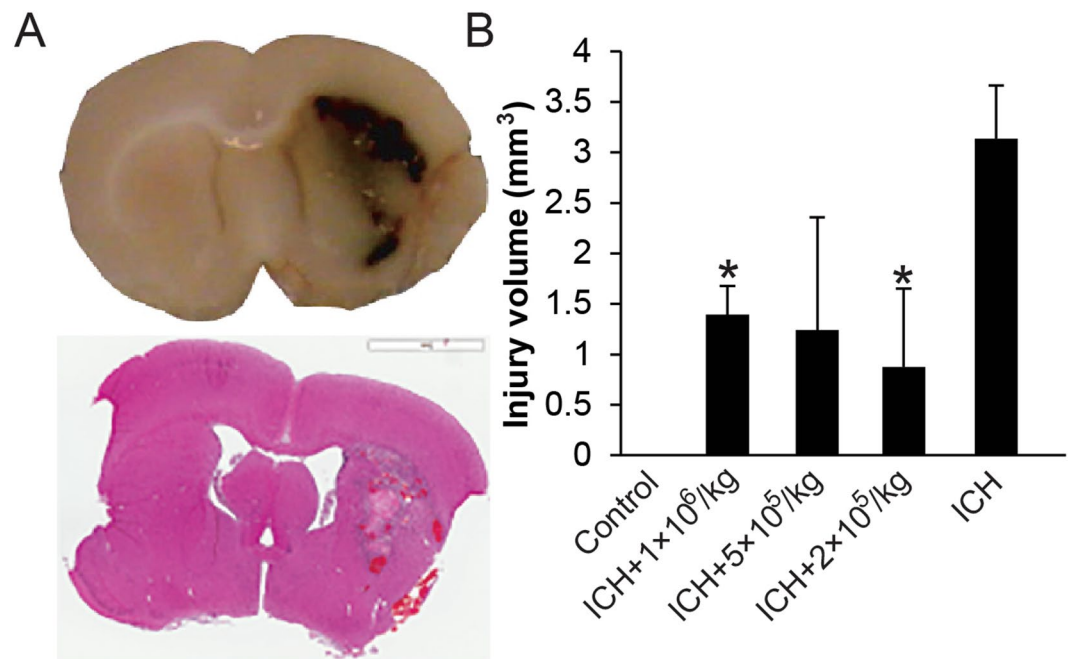 A
B
Injury volume (mm³)
4
3.5
3
2.5
2
1.5
1
0.5
0
*
*
Control
ICH+1×10⁶/kg
ICH+5×10⁵/kg
ICH+2×10⁵/kg
ICH